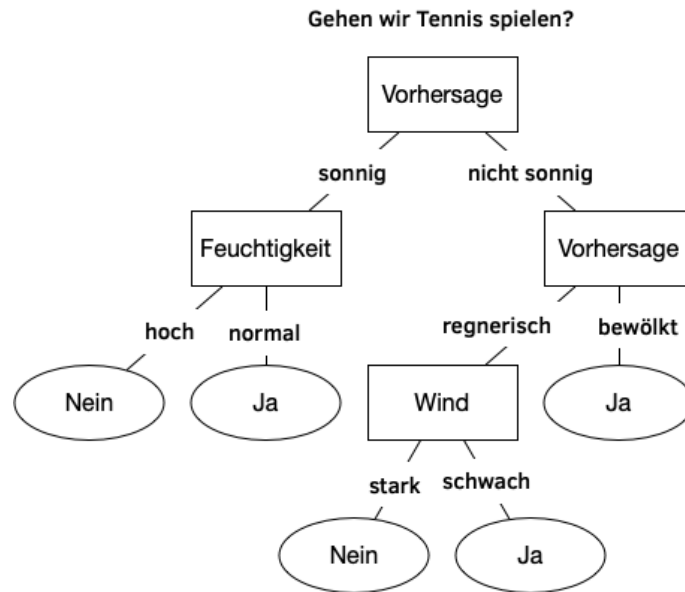 Gehen wir Tennis spielen?
Vorhersage
sonnig
nicht sonnig
Feuchtigkeit
Vorhersage
hoch
normal
regnerisch
bewölkt
Nein
Ja
Wind
Ja
stark
schwach
Nein
Ja